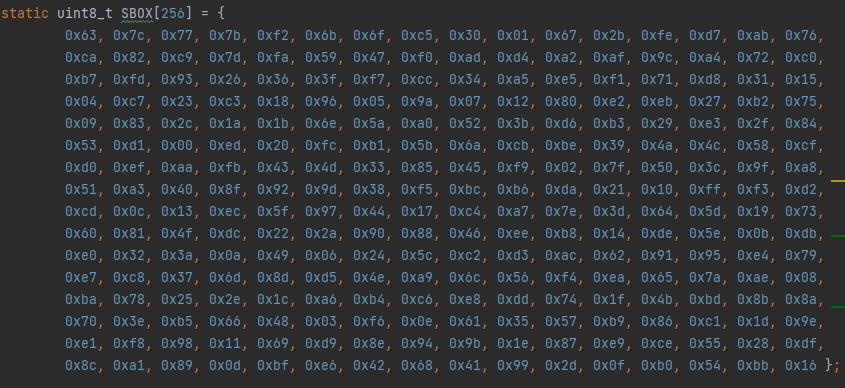 static uint8_t SBOX[256] = {
0x63, 0x7c, 0x77, 0x7b, 0xf2, 0x6b, 0x6f, 0xc5, 0x30, 0x01, 0x67, 0x2b, 0xfe, 0xd7, 0xab, 0x76,
0xca, 0x82, 0xc9, 0x7d, 0xfa, 0x59, 0x47, 0xf0, 0xad, 0xd4, 0xa2, 0xaf, 0x9c, 0xa4, 0x72, 0xc0,
0xb7, 0xfd, 0x93, 0x26, 0x36, 0x3f, 0xf7, 0xcc, 0x34, 0xa5, 0xe5, 0xf1, 0x71, 0xd8, 0x31, 0x15,
0x04, 0xc7, 0x23, 0xc3, 0x18, 0x96, 0x05, 0x9a, 0x07, 0x12, 0x80, 0xe2, 0xeb, 0x27, 0xb2, 0x75,
0x09, 0x83, 0x2c, 0x1a, 0x1b, 0x6e, 0x5a, 0xa0, 0x52, 0x3b, 0xd6, 0xb3, 0x29, 0xe3, 0x2f, 0x84,
0x53, 0xd1, 0x00, 0xed, 0x20, 0xfc, 0xb1, 0x5b, 0x6a, 0xcb, 0xbe, 0x39, 0x4a, 0x4c, 0x58, 0xcf,
0xd0, 0xef, 0xaa, 0xfb, 0x43, 0x4d, 0x33, 0x85, 0x45, 0xf9, 0x02, 0x7f, 0x50, 0x3c, 0x9f, 0xa8,
0x51, 0xa3, 0x40, 0x8f, 0x92, 0x9d, 0x38, 0xf5, 0xbc, 0xb6, 0xda, 0x21, 0x10, 0xff, 0xf3, 0xd2,
0xcd, 0x0c, 0x13, 0xec, 0x5f, 0x97, 0x44, 0x17, 0xc4, 0xa7, 0x7e, 0x3d, 0x64, 0x5d, 0x19, 0x73,
0x60, 0x81, 0x4f, 0xdc, 0x22, 0x2a, 0x90, 0x88, 0x46, 0xee, 0xb8, 0x14, 0xde, 0x5e, 0x0b, 0xdb,
0xe0, 0x32, 0x3a, 0x0a, 0x49, 0x06, 0x24, 0x5c, 0xc2, 0xd3, 0xac, 0x62, 0x91, 0x95, 0xe4, 0x79,
0xe7, 0xc8, 0x37, 0x6d, 0x8d, 0xd5, 0x4e, 0xa9, 0x6c, 0x56, 0xf4, 0xea, 0x65, 0x7a, 0xae, 0x08,
0xba, 0x78, 0x25, 0x2e, 0x1c, 0xa6, 0xb4, 0xc6, 0xe8, 0xdd, 0x74, 0x1f, 0x4b, 0xbd, 0x8b, 0x8a,
0x70, 0x3e, 0xb5, 0x66, 0x48, 0x03, 0xf6, 0x0e, 0x61, 0x35, 0x57, 0xb9, 0x86, 0xc1, 0x1d, 0x9e,
0xe1, 0xf8, 0x98, 0x11, 0x69, 0xd9, 0x8e, 0x94, 0x9b, 0x1e, 0x87, 0xe9, 0xce, 0x55, 0x28, 0xdf,
0x8c, 0xa1, 0x89, 0x0d, 0xbf, 0xe6, 0x42, 0x68, 0x41, 0x99, 0x2d, 0x0f, 0xb0, 0x54, 0xbb, 0x16 };